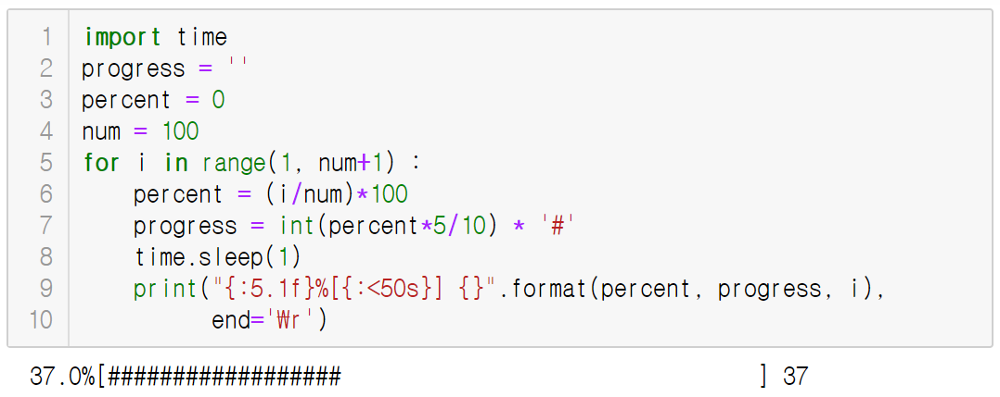 1 import time
2 progress = ''
3 percent = 0
4 num = 100
5 for i in range(1, num+1) :
6     percent = (i/num)*100
7     progress = int(percent*5/10) * '#'
8     time.sleep(1)
9     print("{:5.1f}%[{:<50s}] {}".format(percent, progress, i),
10           end='₩r')
 37.0%[##################                                ] 37